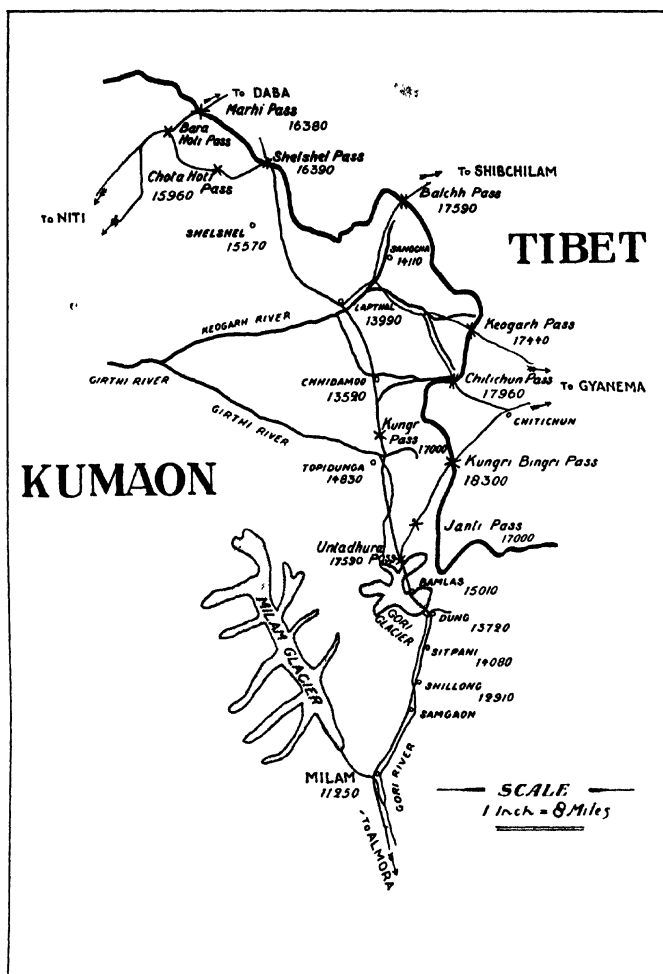 To DABA
Marhi Pass
16380
Bara
Hoti Pass
Shelshel Pass
16390
Chota Hoti
Pass
15960
To SHIBCHILAM
Balchh Pass
17590
To NITI
SHELSHEL
15570
TIBET
SANGCHA
14110
LAPTHAL
13990
KEOGARH RIVER
Keogarh Pass
17440
GIRTHI RIVER
CHHIDAMOO
13520
Chitichun Pass
17960
To GYANEMA
CHITICHUN
GIRTHI RIVER
Kungr
Pass
17000
KUMAON
TOPIDUNGA
14830
Kungri Bingri Pass
18300
Janti Pass
17000
Untadhura
17590 Pass
BAMLAS
15010
MILAM GLACIER
GORI
GLACIER
DUNG
13720
SITPANI
14080
SHILLONG
12910
SAMGAON
MILAM
11250
GORI RIVER
SCALE
1 Inch = 8 Miles
To ALMORA